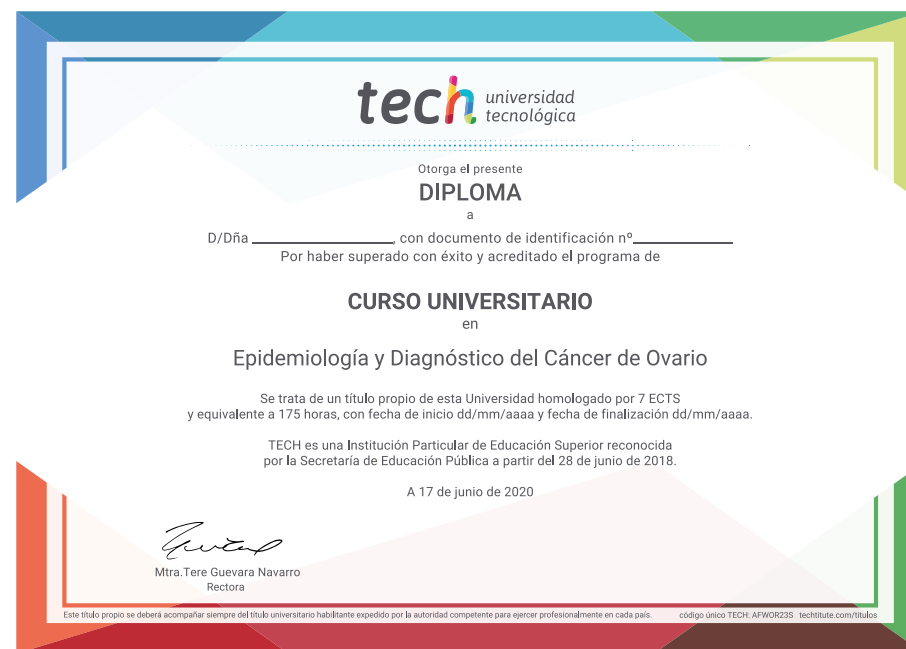 tech universidad
tecnológica
Otorga el presente
DIPLOMA
a
D/Dña ________________, con documento de identificación nº____________
Por haber superado con éxito y acreditado el programa de
CURSO UNIVERSITARIO
en
Epidemiología y Diagnóstico del Cáncer de Ovario
Se trata de un título propio de esta Universidad homologado por 7 ECTS
y equivalente a 175 horas, con fecha de inicio dd/mm/aaaa y fecha de finalización dd/mm/aaaa.
TECH es una Institución Particular de Educación Superior reconocida
por la Secretaría de Educación Pública a partir del 28 de junio de 2018.
A 17 de junio de 2020
Mtra.Tere Guevara Navarro
Rectora
Este título propio se deberá acompañar siempre del título universitario habilitante expedido por la autoridad competente para ejercer profesionalmente en cada país. código único TECH: AFWOR23S techtitute.com/titulos